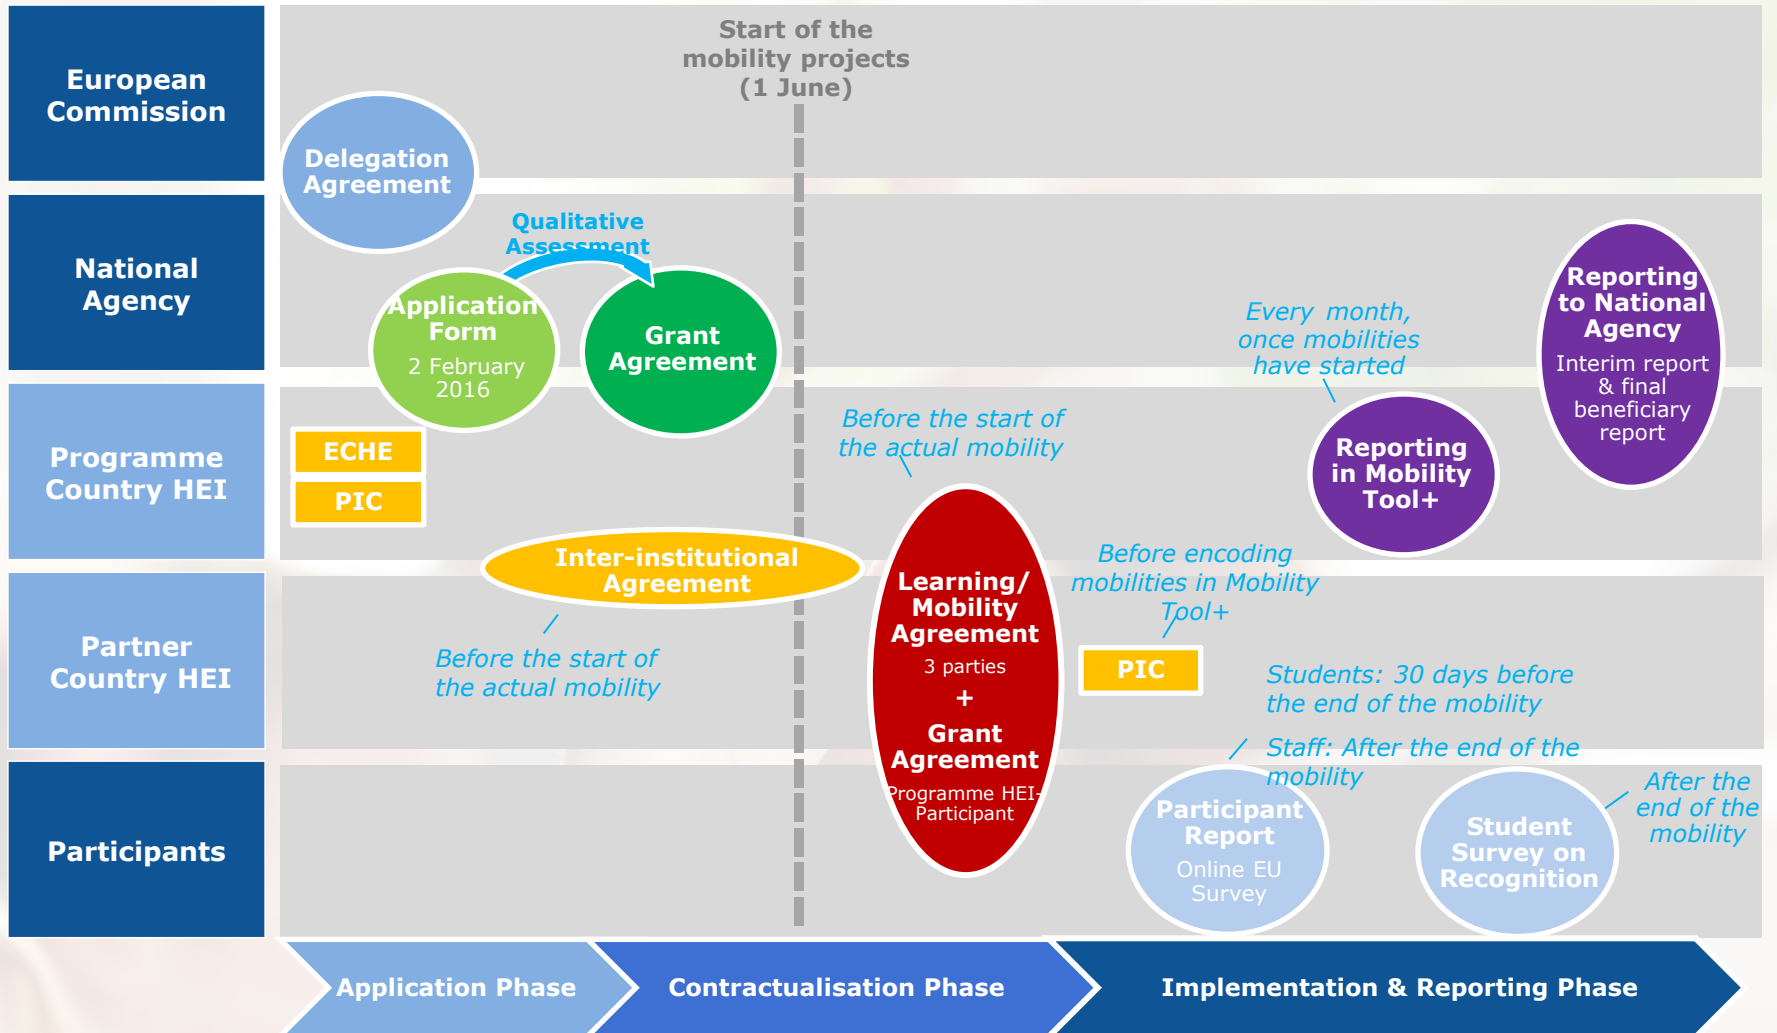 European
Commission
Start of the
mobility projects
(1 June)
Delegation
Agreement
National
Agency
Qualitative
Assessment
Application
Form
2 February
2016
Grant
Agreement
Every month,
once mobilities
have started
Reporting
to National
Agency
Interim report
& final
beneficiary
report
Programme
Country HEI
ECHE
PIC
Before the start of
the actual mobility
Reporting
in Mobility
Tool+
Inter-institutional
Agreement
Before encoding
mobilities in Mobility
Tool+
Partner
Country HEI
Before the start of
the actual mobility
Learning/
Mobility
Agreement
3 parties
+
Grant
Agreement
Programme HEI-
Participant
PIC
Students: 30 days before
the end of the mobility
Staff: After the end of the
mobility
Participants
Participant
Report
Online EU
Survey
Student
Survey on
Recognition
After the
end of the
mobility
Application Phase
Contractualisation Phase
Implementation & Reporting Phase